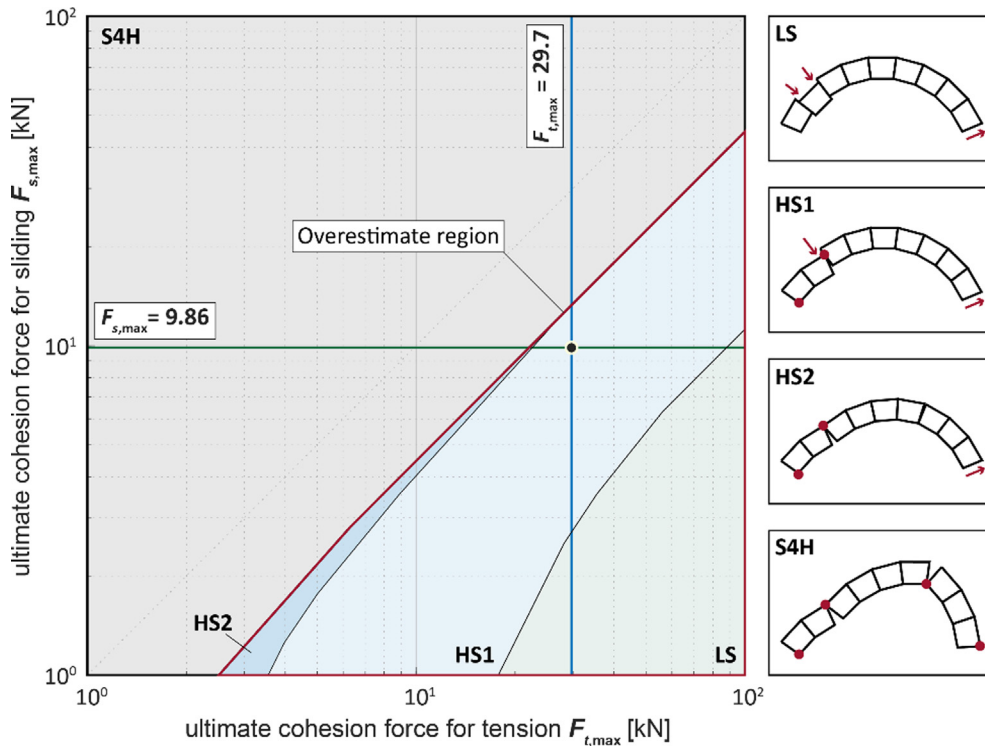 10²
S4H
F_t,max = 29.7
Overestimate region
F_s,max = 9.86
ultimate cohesion force for sliding F_s,max [kN]
10¹
HS2
HS1
LS
10⁰
10⁰
10¹
10²
ultimate cohesion force for tension F_t,max [kN]
LS
HS1
HS2
S4H